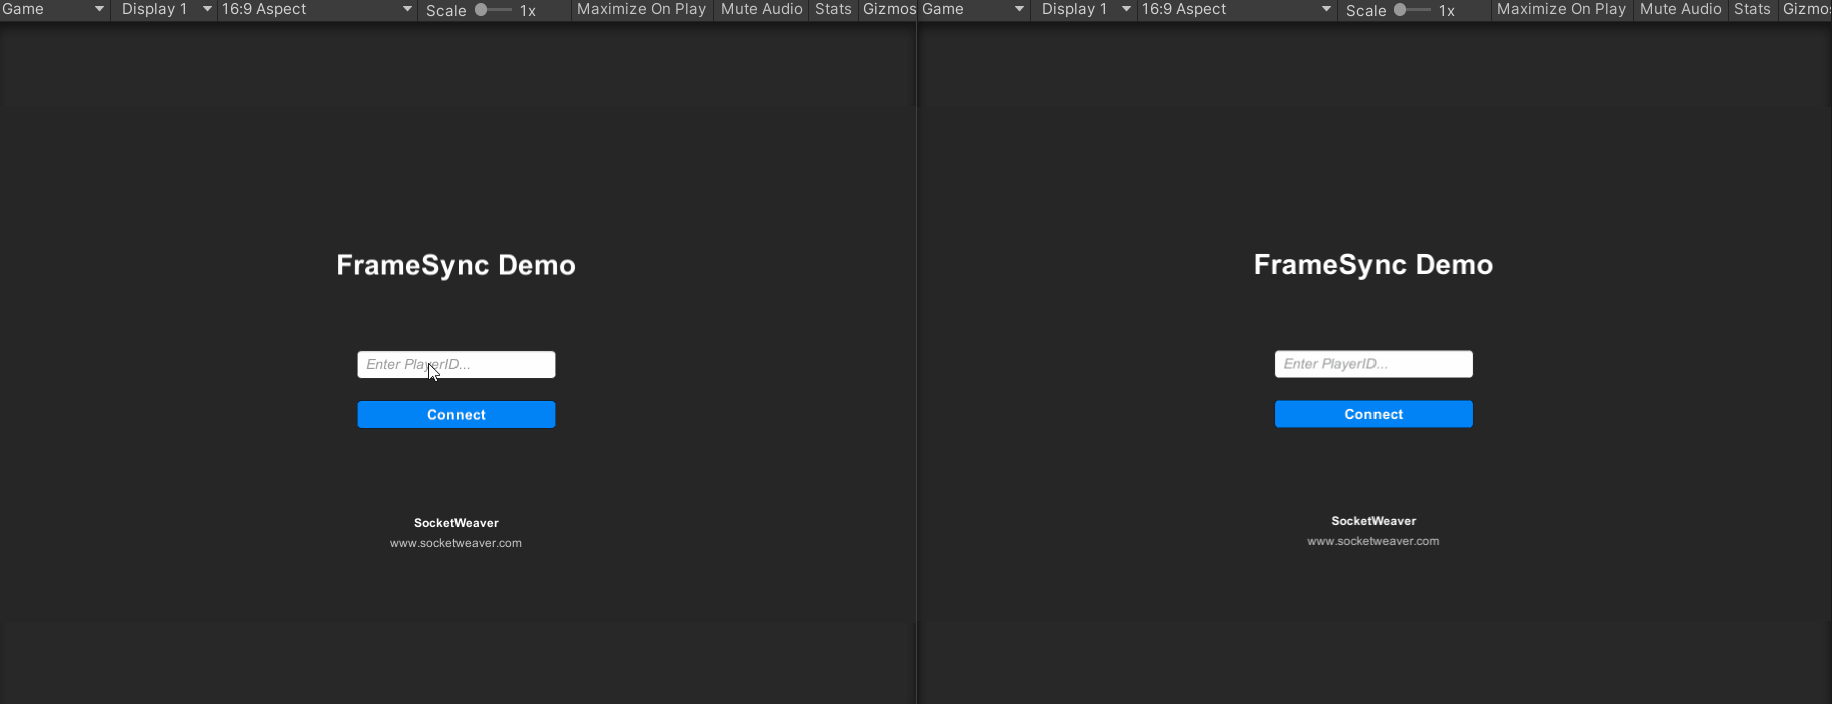 Game Display 1 16:9 Aspect Scale 1x Maximize On Play Mute Audio Stats Gizmos
FrameSync Demo
Enter PlayerID...
Connect
SocketWeaver
www.socketweaver.com
Game Display 1 16:9 Aspect Scale 1x Maximize On Play Mute Audio Stats Gizmo
FrameSync Demo
Enter PlayerID...
Connect
SocketWeaver
www.socketweaver.com